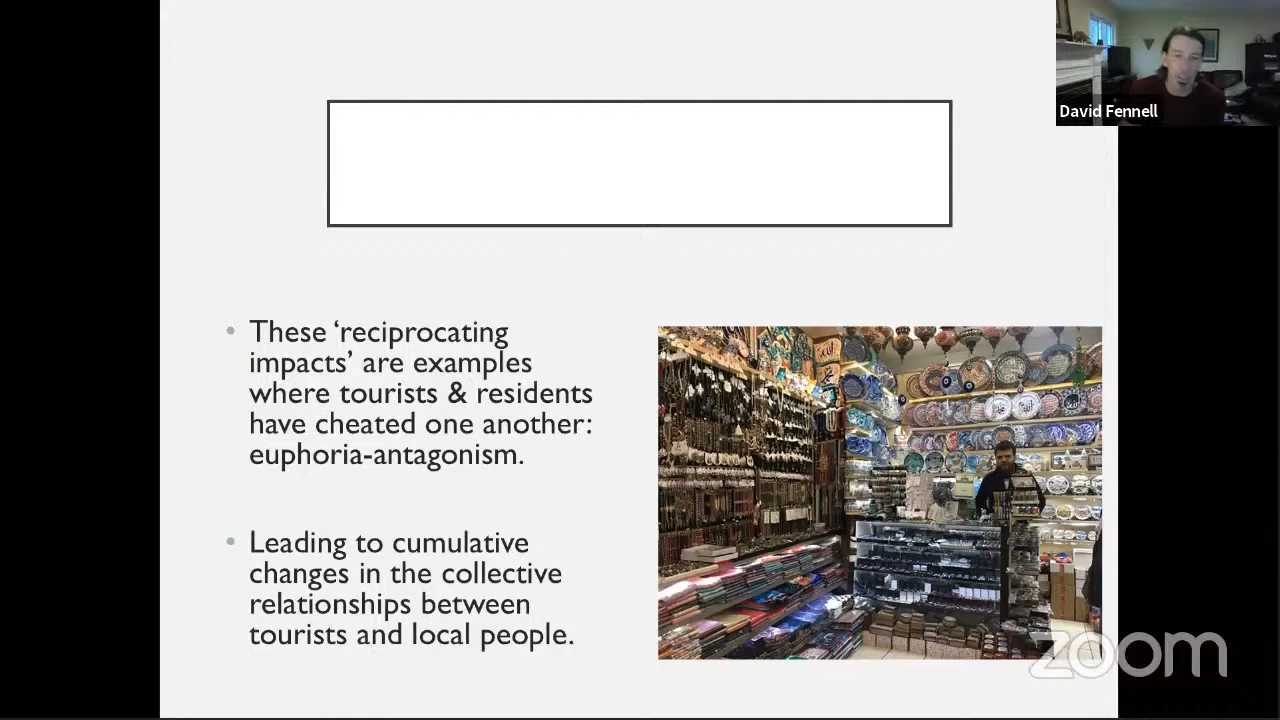 David Fennell
• These ‘reciprocating
impacts’ are examples
where tourists & residents
have cheated one another:
euphoria-antagonism.
• Leading to cumulative
changes in the collective
relationships between
tourists and local people.
zoom